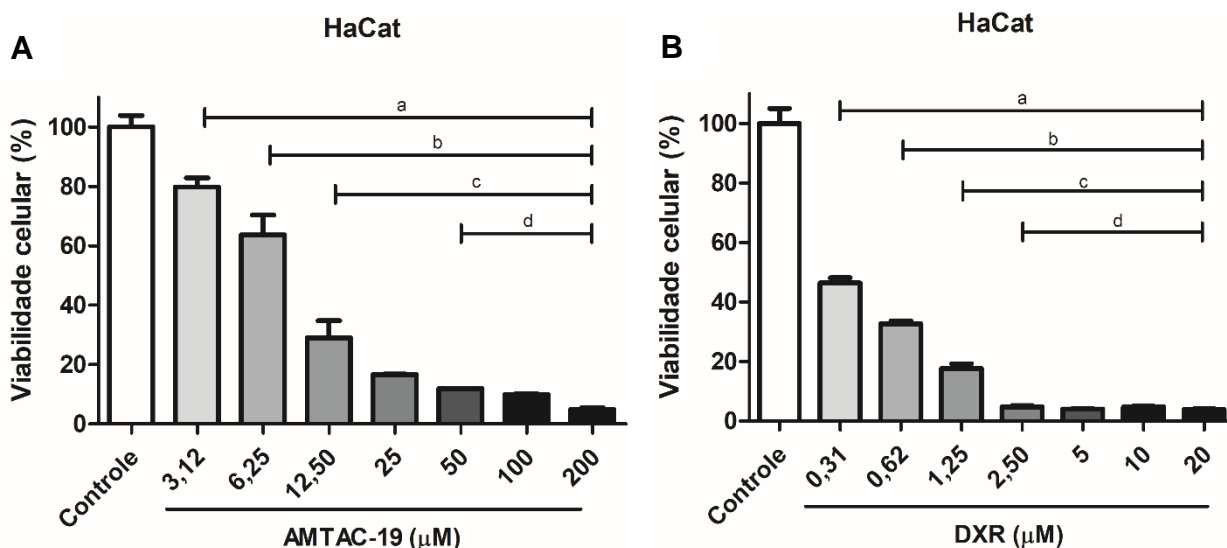 A
HaCat
Viabilidade celular (%)
100
80
60
40
20
0
a
b
c
d
Controle
3,12
6,25
12,50
25
50
100
200
AMTAC-19 (μM)
B
HaCat
Viabilidade celular (%)
100
80
60
40
20
0
a
b
c
d
Controle
0,31
0,62
1,25
2,50
5
10
20
DXR (μM)